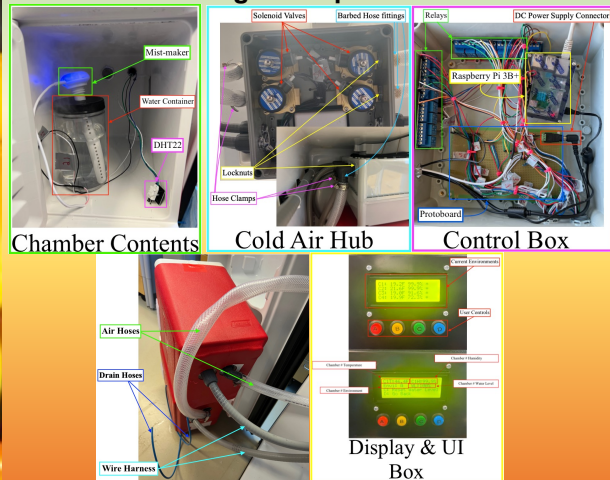 Mist-maker
Water Container
DHT22
Chamber Contents
Solenoid Valves
Barbed Hose fittings
Locknuts
Hose Clamps
Cold Air Hub
Relays
DC Power Supply Connector
Raspberry Pi 3B+
Protoboard
Control Box
Air Hoses
Drain Hoses
Wire Harness
Current Environments
User Controls
Chamber # Temperature
Chamber # Humidity
Chamber # Environment
Chamber # Water Level
Display & UI
Box